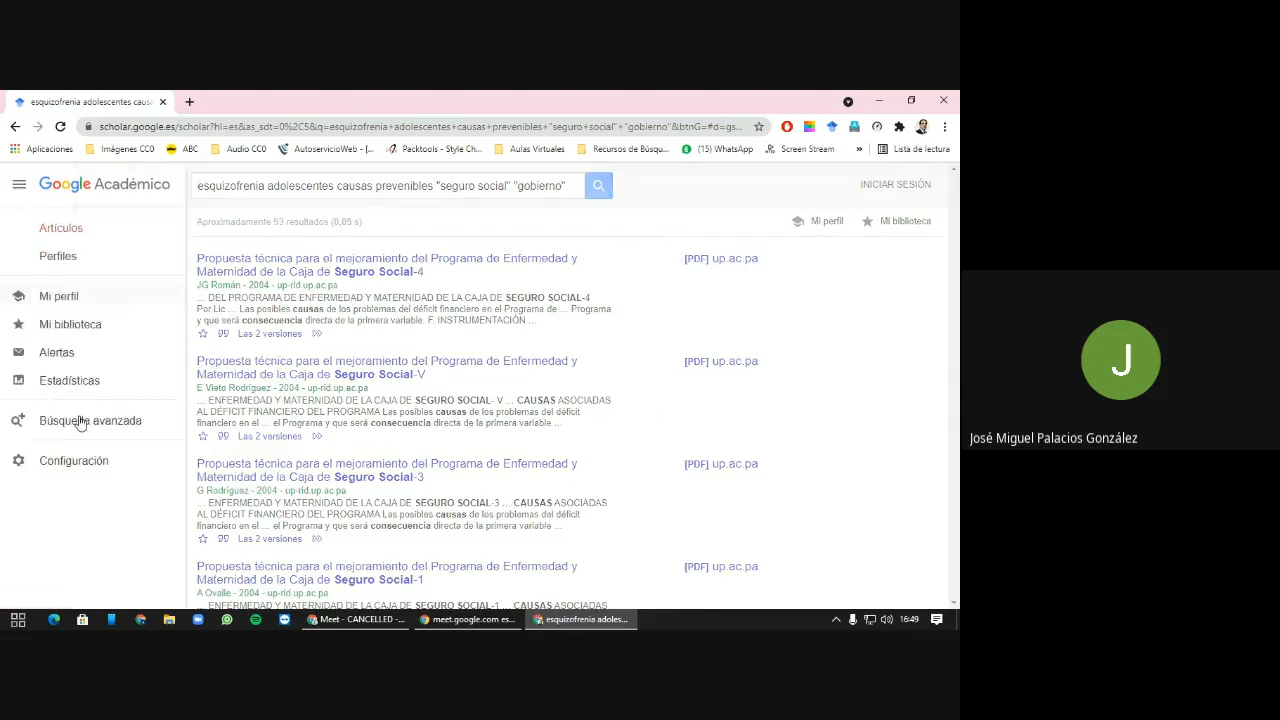 esquizofrenia adolescentes causa
scholar.google.es/scholar?hl=es&as_sdt=0%2C5&q=esquizofrenia+adolescentes+causas+prevenibles+"seguro+social"+"gobierno"&btnG=#d=gs...
Aplicaciones
Imágenes CC0
ABC
Audio CC0
AutoservicioWeb - [...
Packtools - Style Ch...
Aulas Virtuales
Recursos de Búsqu...
(15) WhatsApp
Screen Stream
»
Lista de lectura
Google Académico
esquizofrenia adolescentes causas prevenibles "seguro social" "gobierno"
INICIAR SESIÓN
Artículos
Perfiles
Mi perfil
Mi biblioteca
Alertas
Estadísticas
Búsqueda avanzada
Configuración
Aproximadamente 93 resultados (0,05 s)
Mi perfil
Mi biblioteca
Propuesta técnica para el mejoramiento del Programa de Enfermedad y
Maternidad de la Caja de Seguro Social-4
JG Román - 2004 - up-rid.up.ac.pa
... DEL PROGRAMA DE ENFERMEDAD Y MATERNIDAD DE LA CAJA DE SEGURO SOCIAL-4
Por Lic ... Las posibles causas de los problemas del déficit financiero en el Programa de ... Programa
y que será consecuencia directa de la primera variable. F. INSTRUMENTACIÓN ...
Las 2 versiones
[PDF] up.ac.pa
Propuesta técnica para el mejoramiento del Programa de Enfermedad y
Maternidad de la Caja de Seguro Social-V
E Vieto Rodríguez - 2004 - up-rid.up.ac.pa
... ENFERMEDAD Y MATERNIDAD DE LA CAJA DE SEGURO SOCIAL- V ... CAUSAS ASOCIADAS
AL DÉFICIT FINANCIERO DEL PROGRAMA Las posibles causas de los problemas del déficit
financiero en el ... el Programa y que será consecuencia directa de la primera variable ...
Las 2 versiones
[PDF] up.ac.pa
Propuesta técnica para el mejoramiento del Programa de Enfermedad y
Maternidad de la Caja de Seguro Social-3
G Rodríguez - 2004 - up-rid.up.ac.pa
... ENFERMEDAD Y MATERNIDAD DE LA CAJA DE SEGURO SOCIAL-3 ... CAUSAS ASOCIADAS
AL DÉFICIT FINANCIERO DEL PROGRAMA Las posibles causas de los problemas del déficit
financiero en el ... el Programa y que será consecuencia directa de la primera variable ...
Las 2 versiones
[PDF] up.ac.pa
Propuesta técnica para el mejoramiento del Programa de Enfermedad y
Maternidad de la Caja de Seguro Social-1
A Ovalle - 2004 - up-rid.up.ac.pa
... ENFERMEDAD Y MATERNIDAD DE LA CAJA DE SEGURO SOCIAL-1 ... CAUSAS ASOCIADAS
[PDF] up.ac.pa
Meet - CANCELLED -...
meet.google.com es...
esquizofrenia adoles...
16:49
J
José Miguel Palacios González